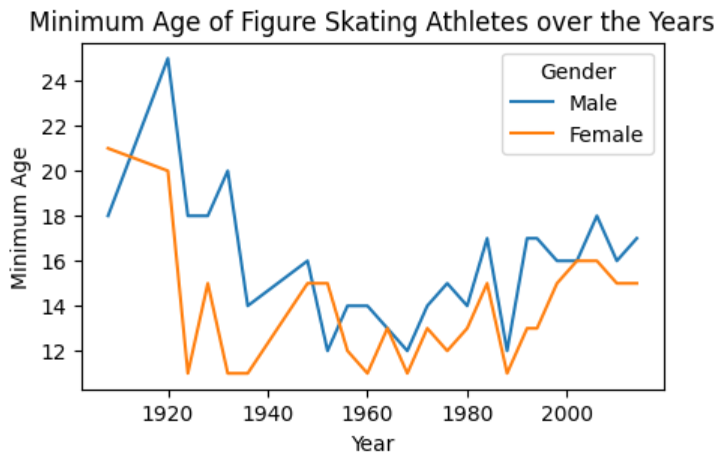 Minimum Age of Figure Skating Athletes over the Years
Gender
Male
Female
24
22
20
18
16
14
12
Minimum Age
1920 1940 1960 1980 2000
Year